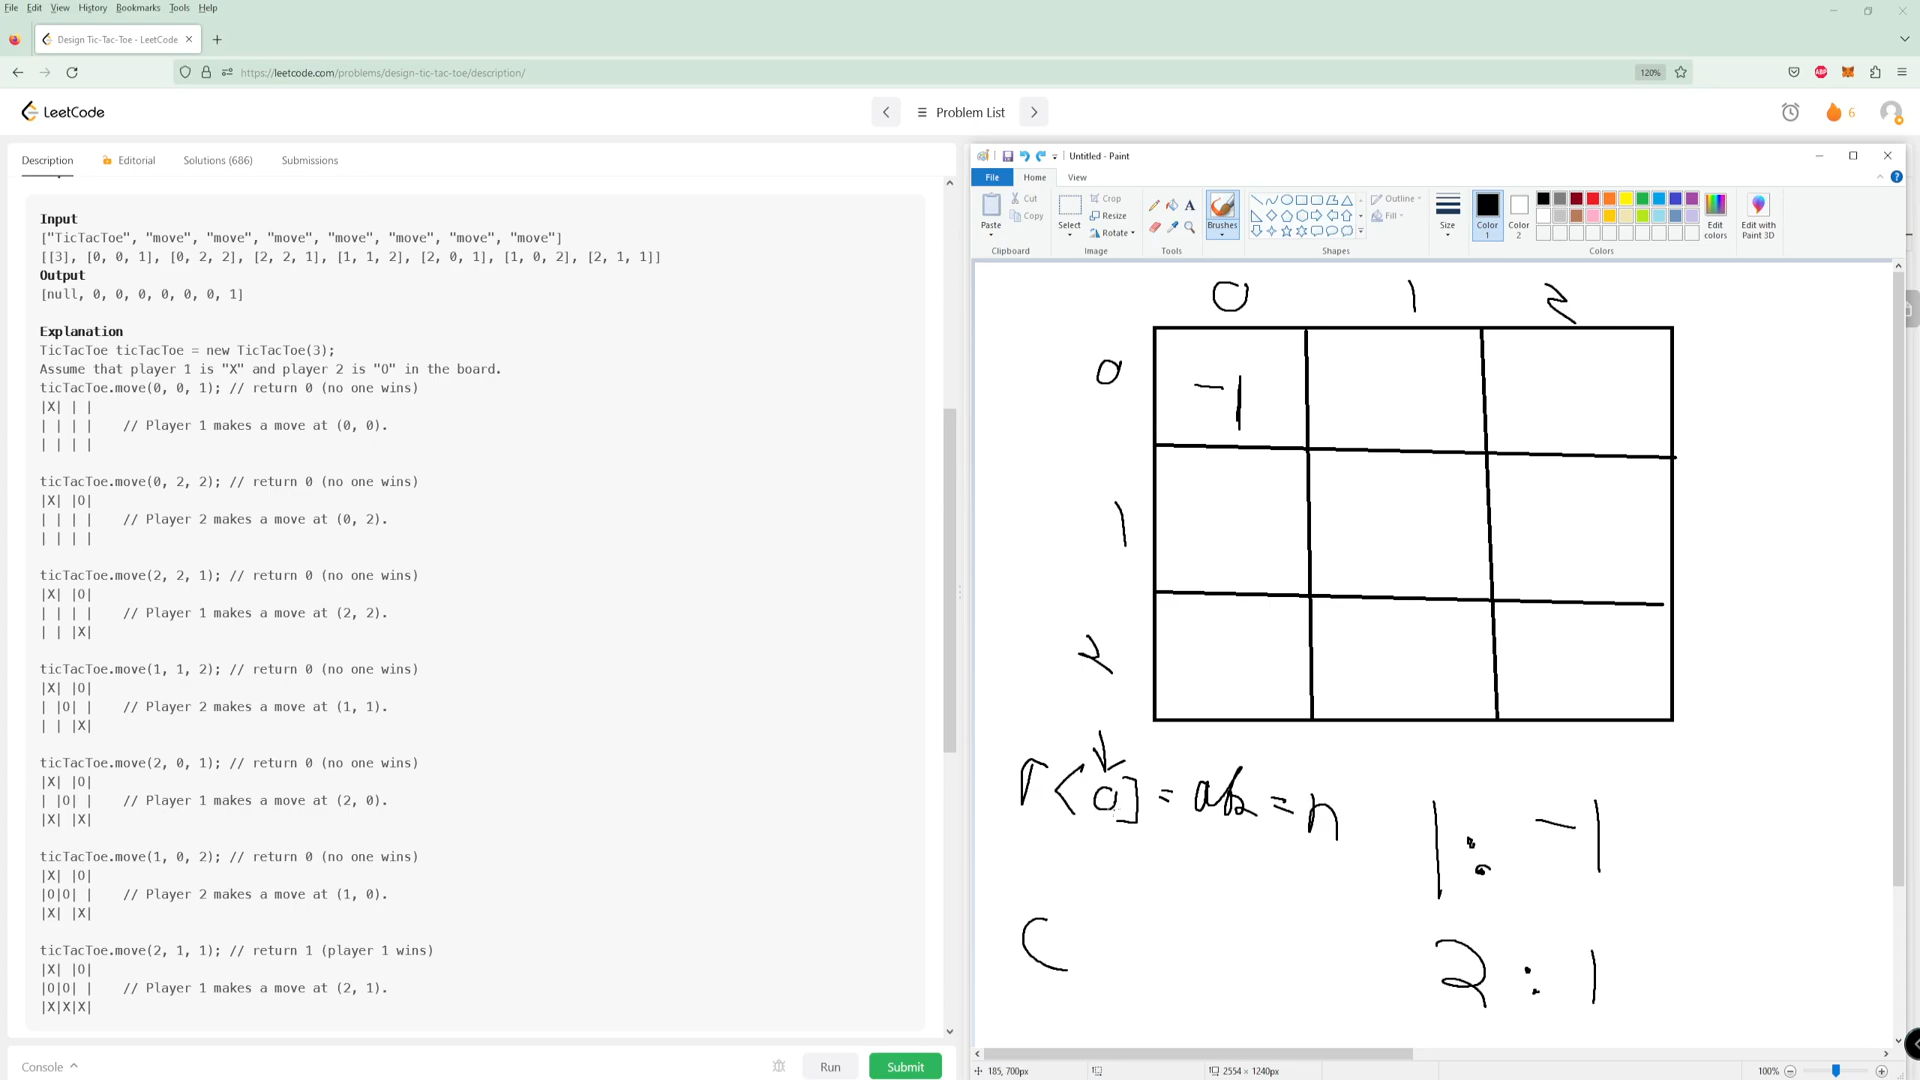 File Edit View History Bookmarks Tools Help
Design Tic-Tac-Toe - LeetCode
https://leetcode.com/problems/design-tic-tac-toe/description/
120%
LeetCode
Problem List
6
Description
Editorial
Solutions (686)
Submissions
Input
["TicTacToe", "move", "move", "move", "move", "move", "move", "move"]
[[3], [0, 0, 1], [0, 2, 2], [2, 2, 1], [1, 1, 2], [2, 0, 1], [1, 0, 2], [2, 1, 1]]
Output
[null, 0, 0, 0, 0, 0, 0, 1]
Explanation
TicTacToe ticTacToe = new TicTacToe(3);
Assume that player 1 is "X" and player 2 is "O" in the board.
ticTacToe.move(0, 0, 1); // return 0 (no one wins)
|X| | |
| | | | // Player 1 makes a move at (0, 0).
| | | |
ticTacToe.move(0, 2, 2); // return 0 (no one wins)
|X| |O|
| | | | // Player 2 makes a move at (0, 2).
| | | |
ticTacToe.move(2, 2, 1); // return 0 (no one wins)
|X| |O|
| | | | // Player 1 makes a move at (2, 2).
| | |X|
ticTacToe.move(1, 1, 2); // return 0 (no one wins)
|X| |O|
| |O| | // Player 2 makes a move at (1, 1).
| | |X|
ticTacToe.move(2, 0, 1); // return 0 (no one wins)
|X| |O|
| |O| | // Player 1 makes a move at (2, 0).
|X| |X|
ticTacToe.move(1, 0, 2); // return 0 (no one wins)
|X| |O|
|O|O| | // Player 2 makes a move at (1, 0).
|X| |X|
ticTacToe.move(2, 1, 1); // return 1 (player 1 wins)
|X| |O|
|O|O| | // Player 1 makes a move at (2, 1).
|X|X|X|
Console
Run
Submit
Untitled - Paint
File Home View
Paste
Cut
Copy
Clipboard
Select
Crop
Resize
Rotate
Image
A
Tools
Brushes
Outline
Fill
Shapes
Size
Color 1
Color 2
Edit colors
Edit with Paint 3D
Colors
0 1 2
0 -1
1
2
r[0] = abs = n
1 : -1
C
2 : 1
185, 700px
2554 × 1240px
100%